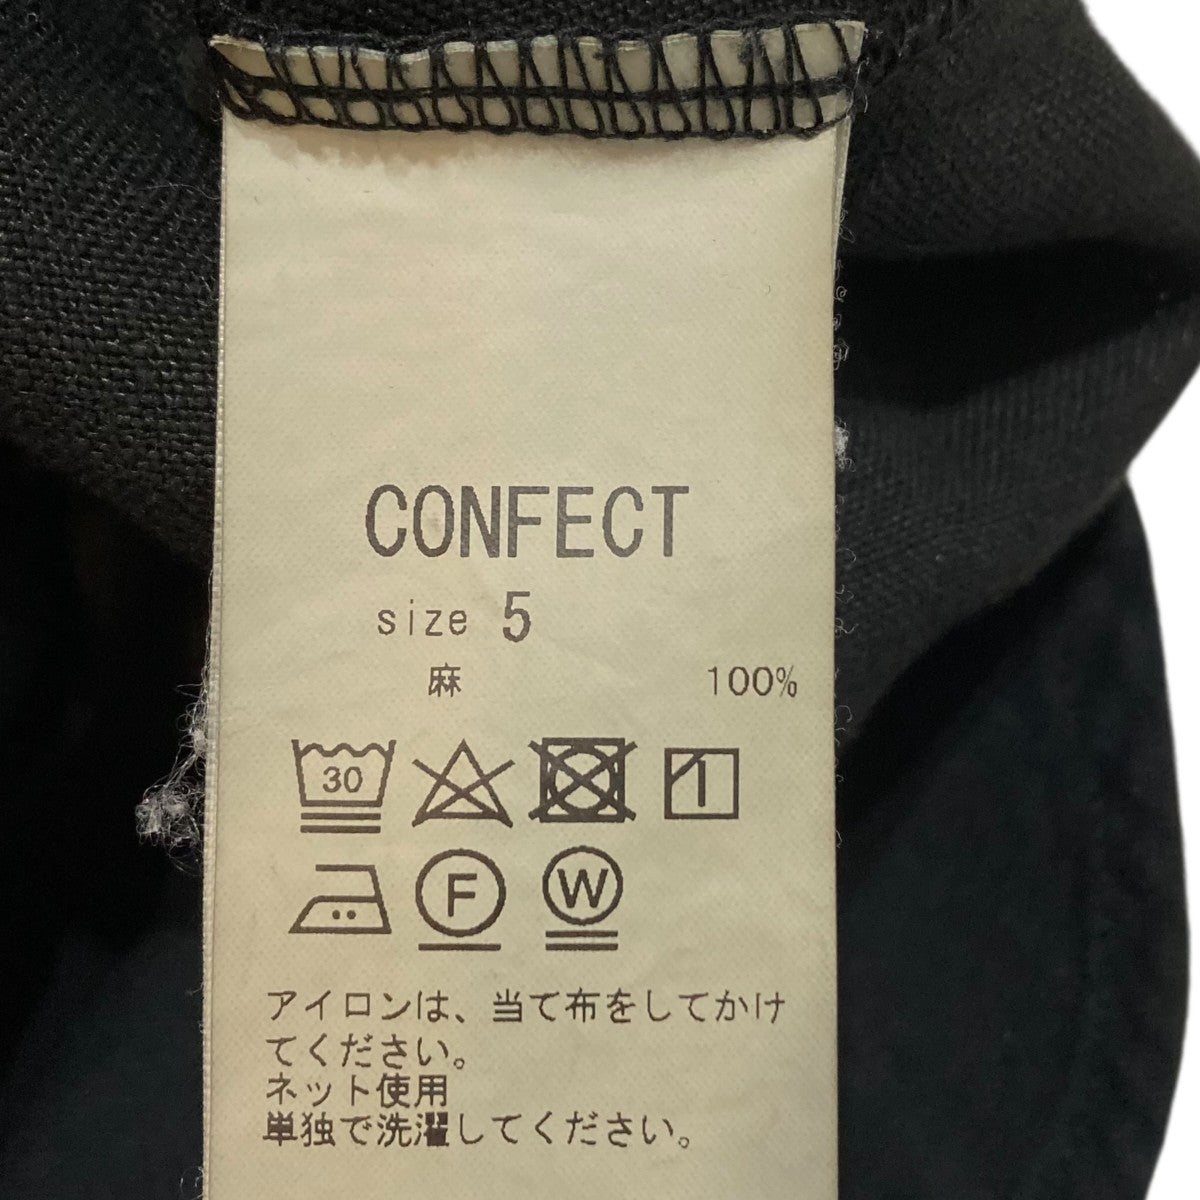 CONFECT
size 5
麻 100%
30
F W
アイロンは、当て布をしてかけ
てください。
ネット使用
単独で洗濯してください。